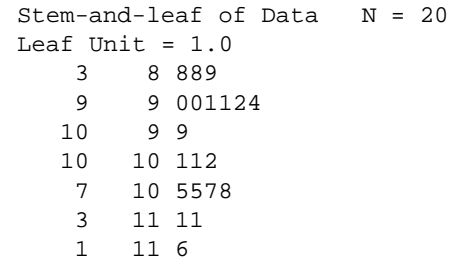 Stem-and-leaf of Data   N = 20
Leaf Unit = 1.0
    3     8 889
    9     9 001124
   10     9 9
   10    10 112
    7    10 5578
    3    11 11
    1    11 6